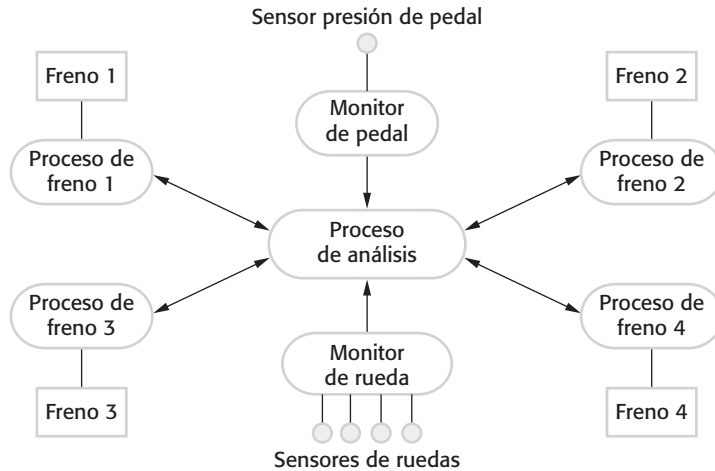 Sensor presión de pedal
Freno 1
Freno 2
Monitor
de pedal
Proceso de
freno 1
Proceso de
freno 2
Proceso
de análisis
Proceso de
freno 3
Proceso de
freno 4
Monitor
de rueda
Freno 3
Freno 4
Sensores de ruedas